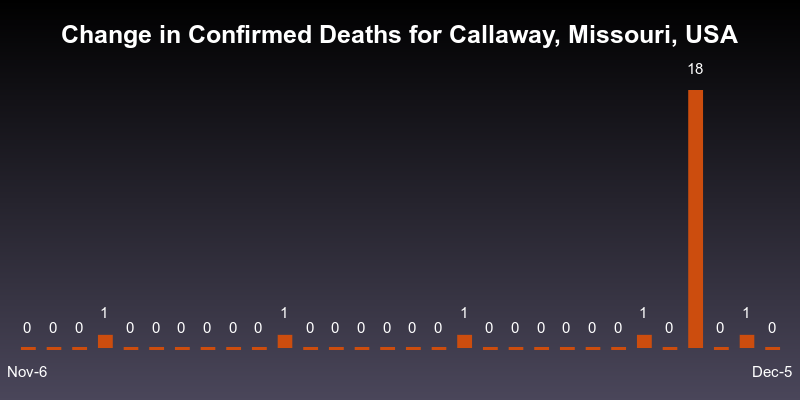 Change in Confirmed Deaths for Callaway, Missouri, USA
18
1 1 1 1 1
0 0 0 0 0 0 0 0 0 0 0 0 0 0 0 0 0 0 0 0 0 0 0 0
Nov-6 Dec-5